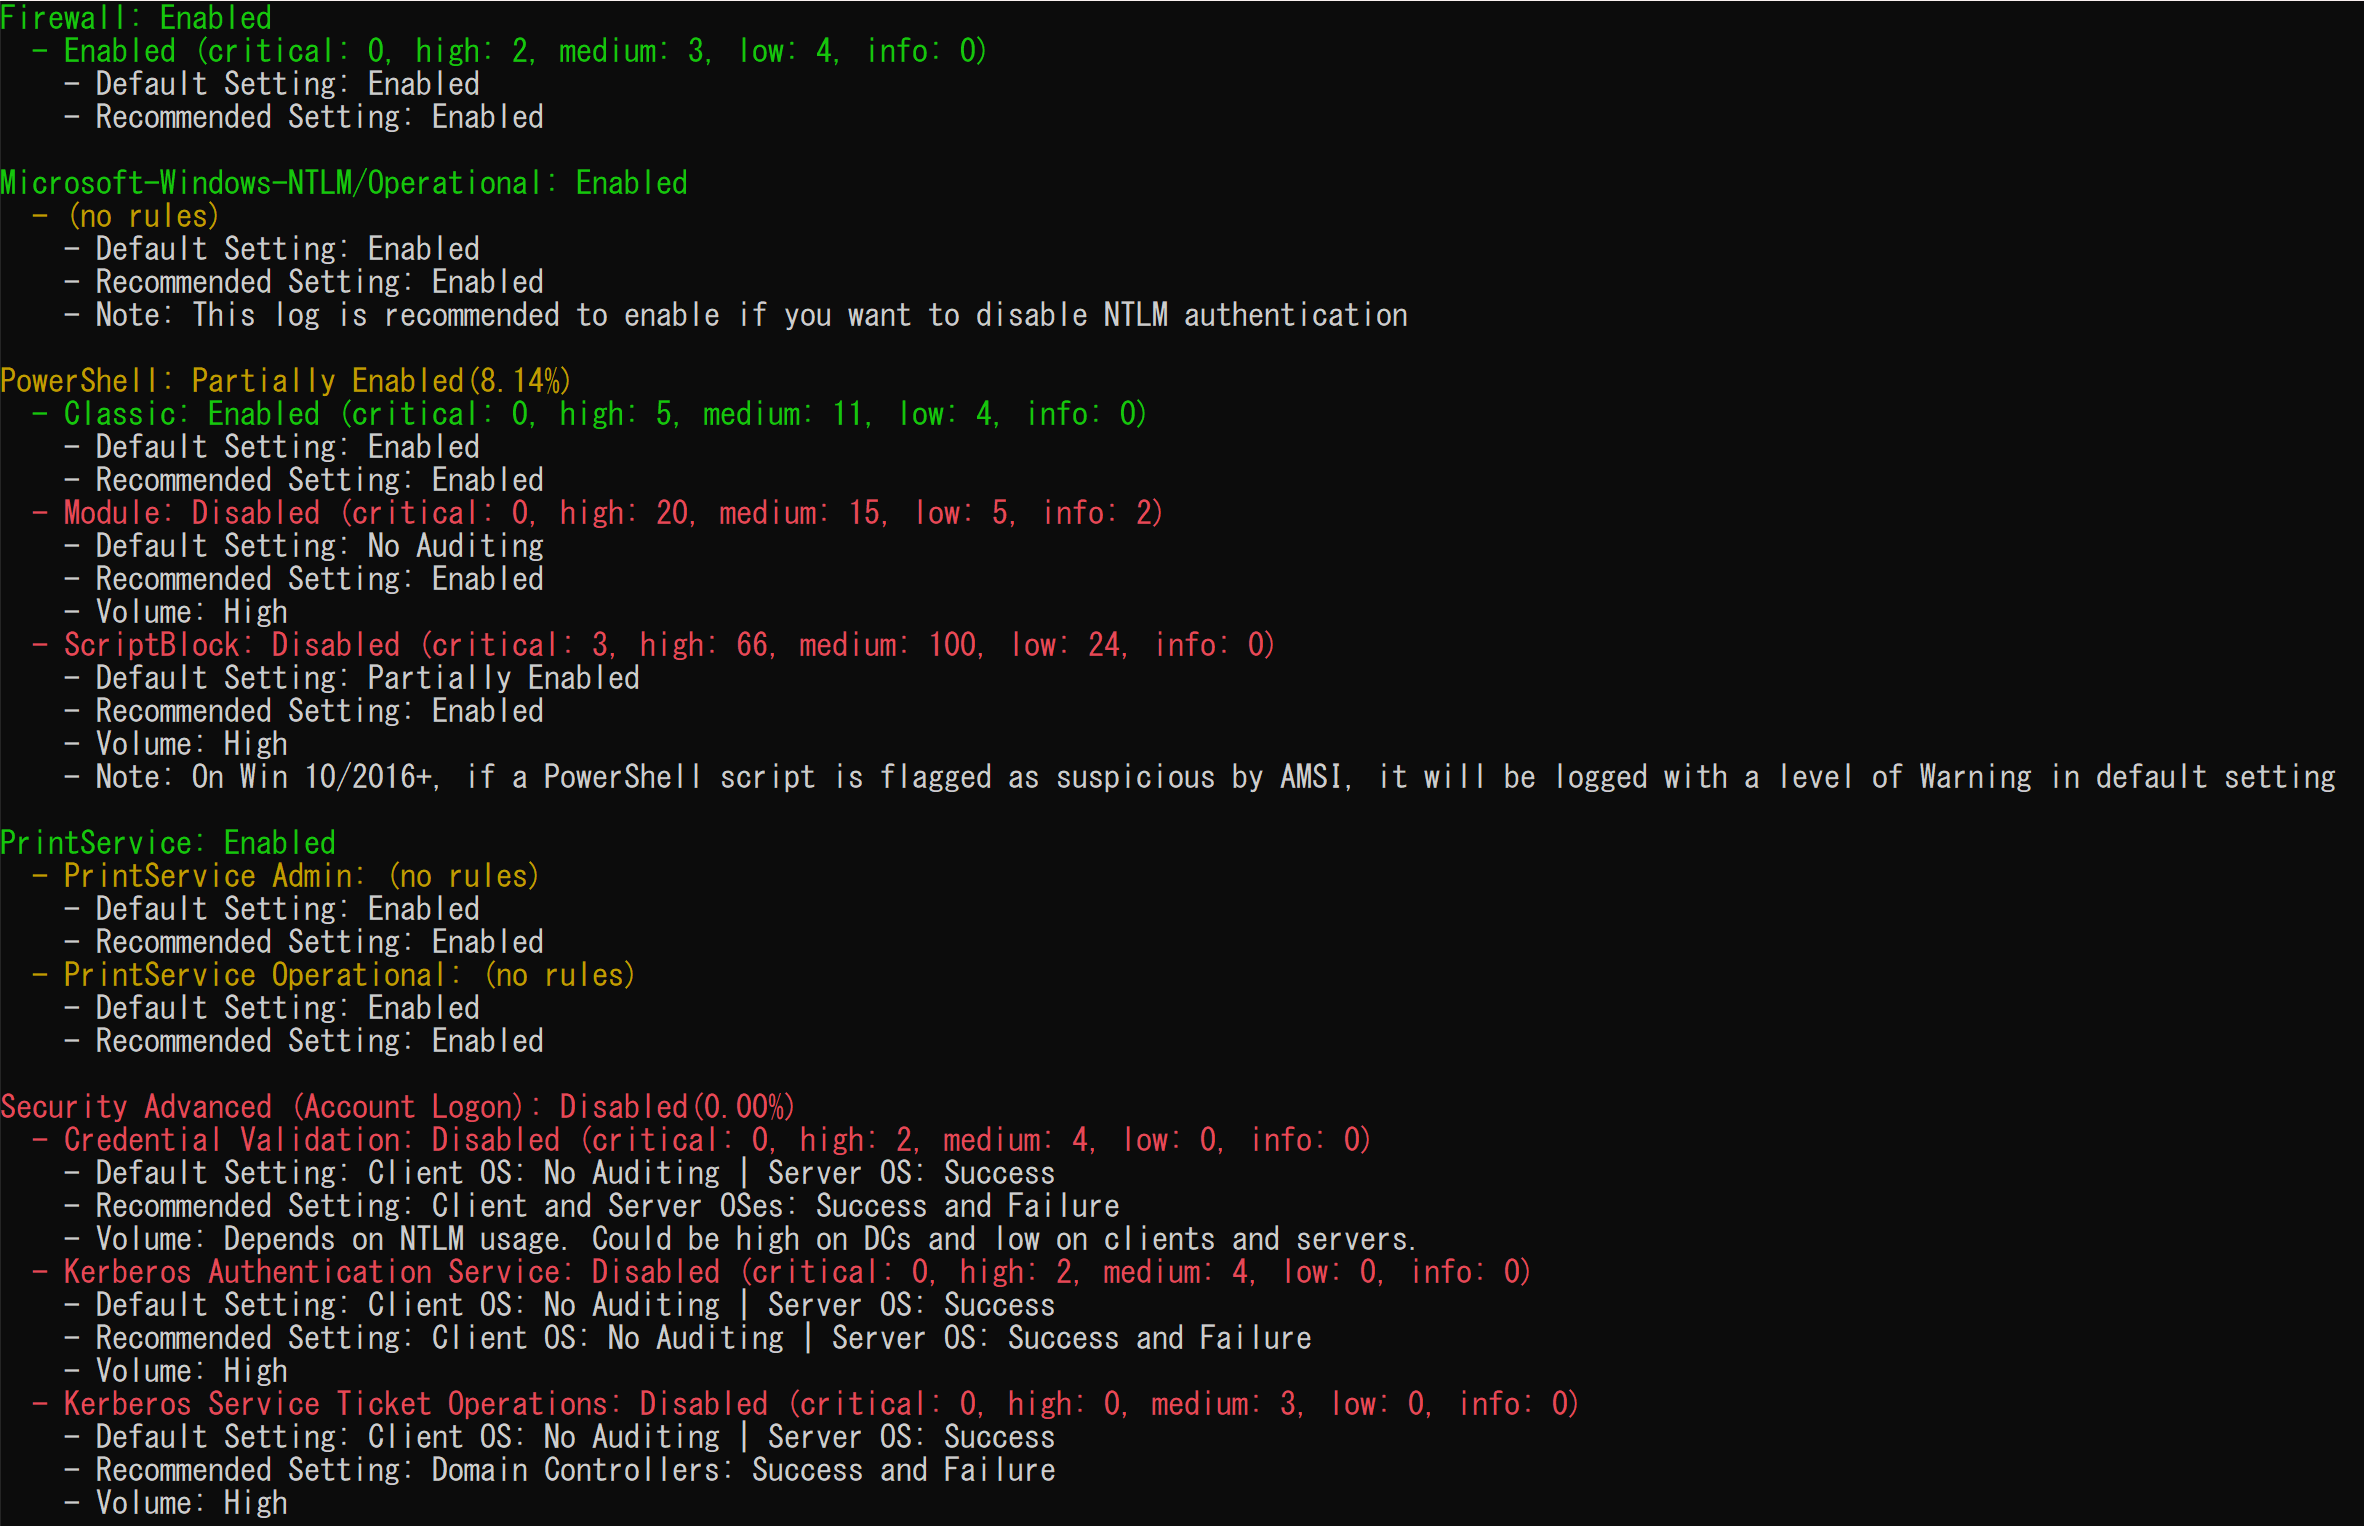 Firewall: Enabled
  - Enabled (critical: 0, high: 2, medium: 3, low: 4, info: 0)
    - Default Setting: Enabled
    - Recommended Setting: Enabled

Microsoft-Windows-NTLM/Operational: Enabled
  - (no rules)
    - Default Setting: Enabled
    - Recommended Setting: Enabled
    - Note: This log is recommended to enable if you want to disable NTLM authentication

PowerShell: Partially Enabled(8.14%)
  - Classic: Enabled (critical: 0, high: 5, medium: 11, low: 4, info: 0)
    - Default Setting: Enabled
    - Recommended Setting: Enabled
  - Module: Disabled (critical: 0, high: 20, medium: 15, low: 5, info: 2)
    - Default Setting: No Auditing
    - Recommended Setting: Enabled
    - Volume: High
  - ScriptBlock: Disabled (critical: 3, high: 66, medium: 100, low: 24, info: 0)
    - Default Setting: Partially Enabled
    - Recommended Setting: Enabled
    - Volume: High
    - Note: On Win 10/2016+, if a PowerShell script is flagged as suspicious by AMSI, it will be logged with a level of Warning in default setting

PrintService: Enabled
  - PrintService Admin: (no rules)
    - Default Setting: Enabled
    - Recommended Setting: Enabled
  - PrintService Operational: (no rules)
    - Default Setting: Enabled
    - Recommended Setting: Enabled

Security Advanced (Account Logon): Disabled(0.00%)
  - Credential Validation: Disabled (critical: 0, high: 2, medium: 4, low: 0, info: 0)
    - Default Setting: Client OS: No Auditing | Server OS: Success
    - Recommended Setting: Client and Server OSes: Success and Failure
    - Volume: Depends on NTLM usage. Could be high on DCs and low on clients and servers.
  - Kerberos Authentication Service: Disabled (critical: 0, high: 2, medium: 4, low: 0, info: 0)
    - Default Setting: Client OS: No Auditing | Server OS: Success
    - Recommended Setting: Client OS: No Auditing | Server OS: Success and Failure
    - Volume: High
  - Kerberos Service Ticket Operations: Disabled (critical: 0, high: 0, medium: 3, low: 0, info: 0)
    - Default Setting: Client OS: No Auditing | Server OS: Success
    - Recommended Setting: Domain Controllers: Success and Failure
    - Volume: High